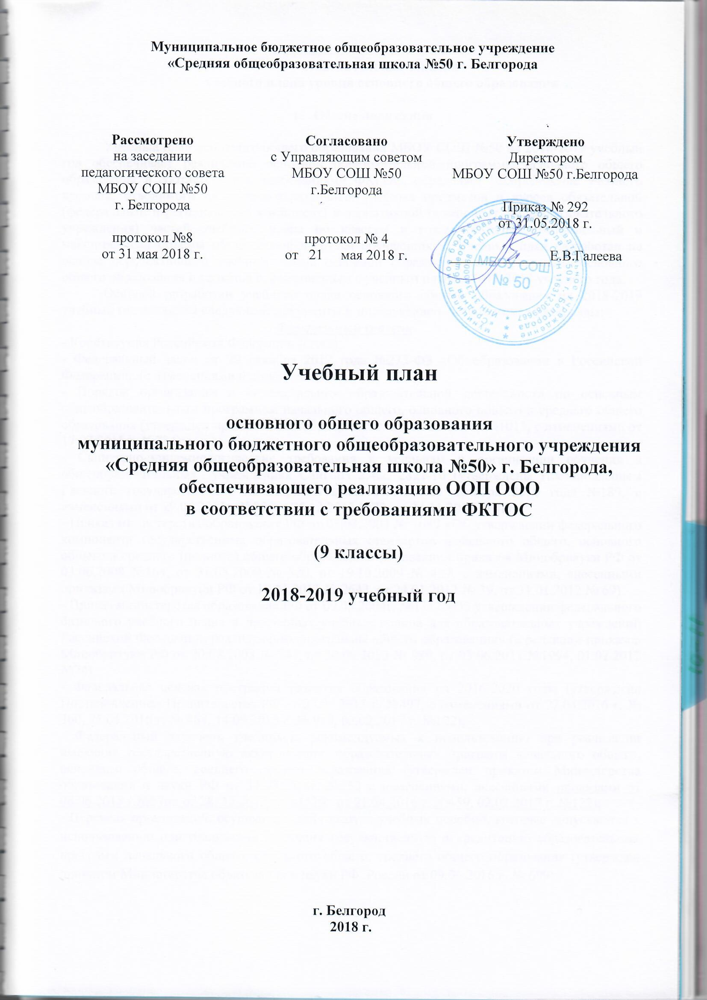 Муниципальное бюджетное общеобразовательное учреждение
«Средняя общеобразовательная школа №50 г. Белгорода
Рассмотрено
на заседании
педагогического совета
МБОУ СОШ №50
г. Белгорода
протокол №8
от 31 мая 2018 г.
Согласовано
с Управляющим советом
МБОУ СОШ №50
г.Белгорода
протокол № 4
от 21 мая 2018 г.
Утверждено
Директором
МБОУ СОШ №50 г.Белгорода
Приказ № 292
от 31.05.2018 г.
Е.В.Галеева
МБОУ СОШ
№ 50
Учебный план
основного общего образования
муниципального бюджетного общеобразовательного учреждения
«Средняя общеобразовательная школа №50» г. Белгорода,
обеспечивающего реализацию ООП ООО
в соответствии с требованиями ФКГОС
(9 классы)
2018-2019 учебный год
г. Белгород
2018 г.